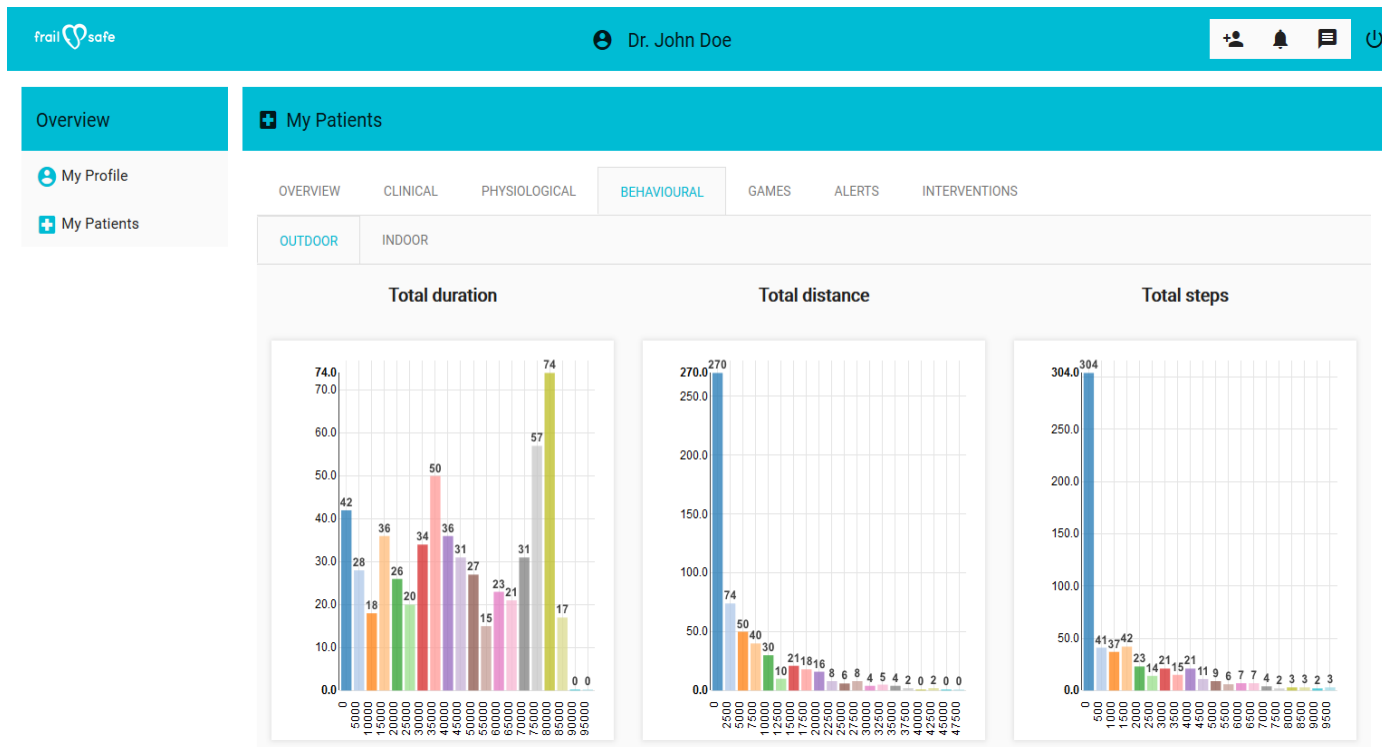 frail safe
Dr. John Doe
Overview
My Profile
My Patients
My Patients
OVERVIEW CLINICAL PHYSIOLOGICAL BEHAVIOURAL GAMES ALERTS INTERVENTIONS
OUTDOOR INDOOR
Total duration
74.0
70.0
60.0
50.0
40.0
30.0
20.0
10.0
0.0
42 28 18 36 26 20 34 50 36 31 27 15 23 21 31 57 74 17 0 0
0 5000 10000 15000 20000 25000 30000 35000 40000 45000 50000 55000 60000 65000 70000 75000 80000 85000 90000 95000
Total distance
270.0
250.0
200.0
150.0
100.0
50.0
0.0
270 74 50 40 30 10 21 18 16 8 6 8 4 5 4 2 0 2 0 0
0 2500 5000 7500 10000 12500 15000 17500 20000 22500 25000 27500 30000 32500 35000 37500 40000 42500 45000 47500
Total steps
304.0
250.0
200.0
150.0
100.0
50.0
0.0
304 41 37 42 23 14 21 15 21 11 9 6 7 7 4 2 3 3 2 3
0 500 1000 1500 2000 2500 3000 3500 4000 4500 5000 5500 6000 6500 7000 7500 8000 8500 9000 9500